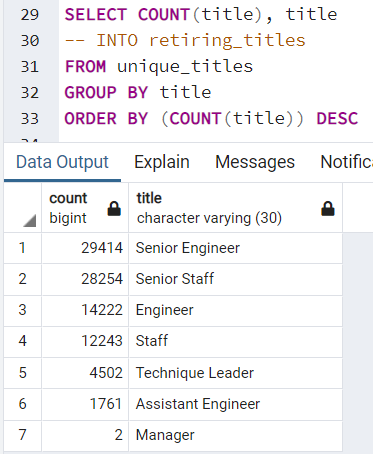 29 SELECT COUNT(title), title
30 -- INTO retiring_titles
31 FROM unique_titles
32 GROUP BY title
33 ORDER BY (COUNT(title)) DESC
Data Output Explain Messages Notific
count title
bigint character varying (30)
1 29414 Senior Engineer
2 28254 Senior Staff
3 14222 Engineer
4 12243 Staff
5 4502 Technique Leader
6 1761 Assistant Engineer
7 2 Manager